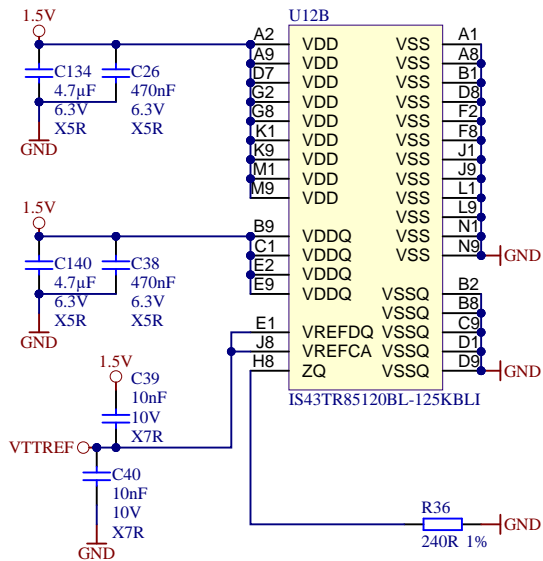 1.5V
U12B
C134
4.7µF
6.3V
X5R
C26
470nF
6.3V
X5R
GND
A2 VDD VSS A1
A9 VDD VSS A8
D7 VDD VSS B1
G2 VDD VSS D8
G8 VDD VSS F2
K1 VDD VSS F8
K9 VDD VSS J1
M1 VDD VSS J9
M9 VDD VSS L1
VSS L9
VSS N1
VSS N9 GND
1.5V
C140
4.7µF
6.3V
X5R
C38
470nF
6.3V
X5R
GND
B9 VDDQ
C1 VDDQ
E2 VDDQ
E9 VDDQ
VSSQ B2
VSSQ B8
VSSQ C9
VSSQ D1
VSSQ D9 GND
E1 VREFDQ
J8 VREFCA
H8 ZQ
IS43TR85120BL-125KBLI
1.5V
C39
10nF
10V
X7R
VTTREF
C40
10nF
10V
X7R
GND
R36
240R 1%
GND